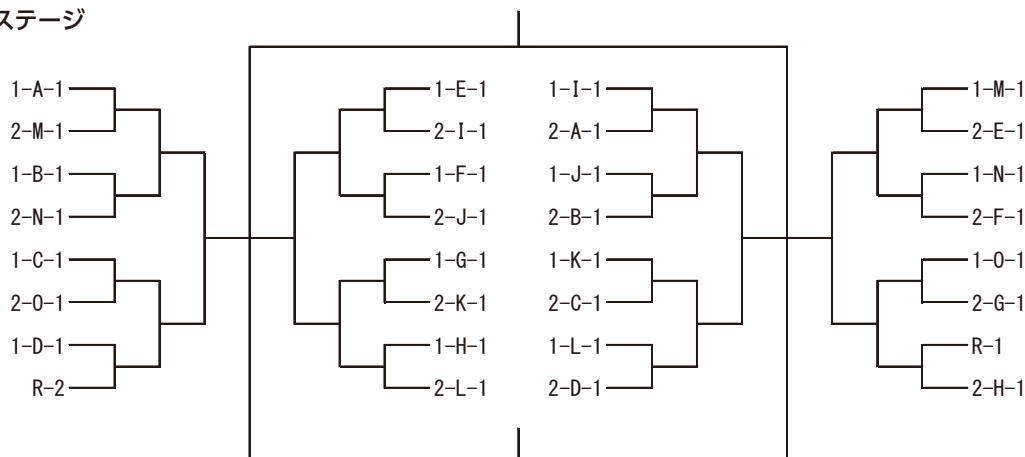 ステージ
1-A-1
2-M-1
1-B-1
2-N-1
1-C-1
2-O-1
1-D-1
R-2
1-E-1
2-I-1
1-F-1
2-J-1
1-G-1
2-K-1
1-H-1
2-L-1
1-I-1
2-A-1
1-J-1
2-B-1
1-K-1
2-C-1
1-L-1
2-D-1
1-M-1
2-E-1
1-N-1
2-F-1
1-O-1
2-G-1
R-1
2-H-1